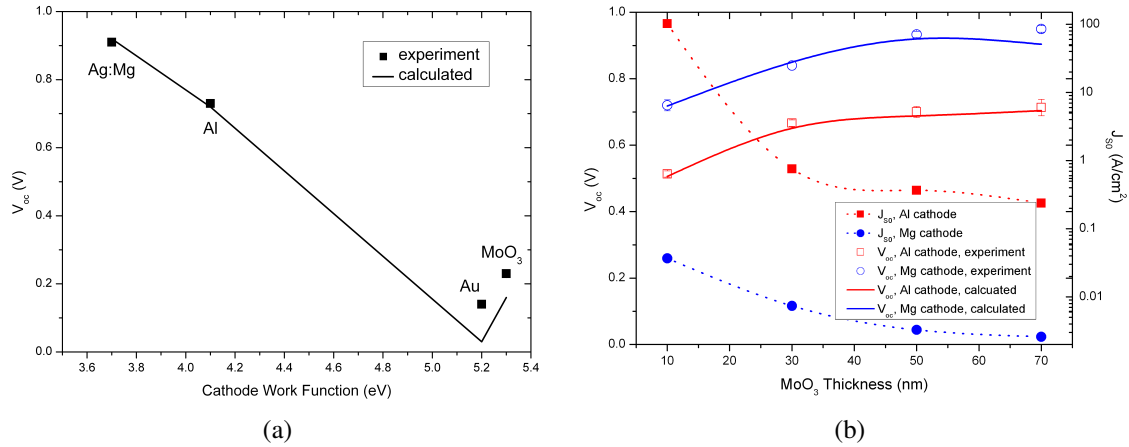 1.0
0.8
0.6
0.4
0.2
0.0
V_oc (V)
3.6 3.8 4.0 4.2 4.4 4.6 4.8 5.0 5.2 5.4
Cathode Work Function (eV)
experiment
calculated
Ag:Mg
Al
Au
MoO₃
(a)
1.0
0.8
0.6
0.4
0.2
0.0
V_oc (V)
10 20 30 40 50 60 70
MoO₃ Thickness (nm)
100
10
1
0.1
0.01
J_S0 (A/cm²)
J_S0, Al cathode
J_S0, Mg cathode
V_oc, Al cathode, experiment
V_oc, Mg cathode, experiment
V_oc, Al cathode, calcuated
V_oc, Mg cathode, calculated
(b)